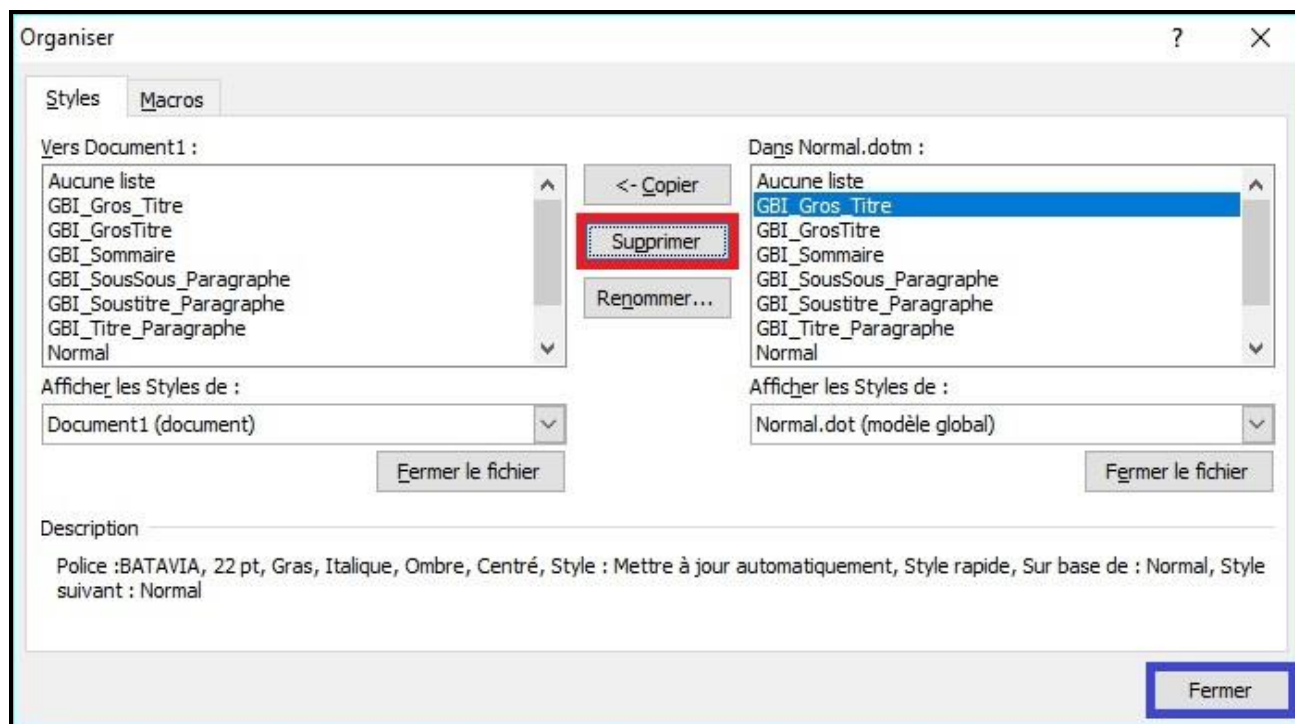 Organiser
Styles Macros
Vers Document1 :
Aucune liste
GBI_Gros_Titre
GBI_GrosTitre
GBI_Sommaire
GBI_SousSous_Paragraphe
GBI_Soustitre_Paragraphe
GBI_Titre_Paragraphe
Normal
Afficher les Styles de :
Document1 (document)
Fermer le fichier
<- Copier
Supprimer
Renommer...
Dans Normal.dotm :
Aucune liste
GBI_Gros_Titre
GBI_GrosTitre
GBI_Sommaire
GBI_SousSous_Paragraphe
GBI_Soustitre_Paragraphe
GBI_Titre_Paragraphe
Normal
Afficher les Styles de :
Normal.dot (modèle global)
Fermer le fichier
Description
Police :BATAVIA, 22 pt, Gras, Italique, Ombre, Centré, Style : Mettre à jour automatiquement, Style rapide, Sur base de : Normal, Style
suivant : Normal
Fermer